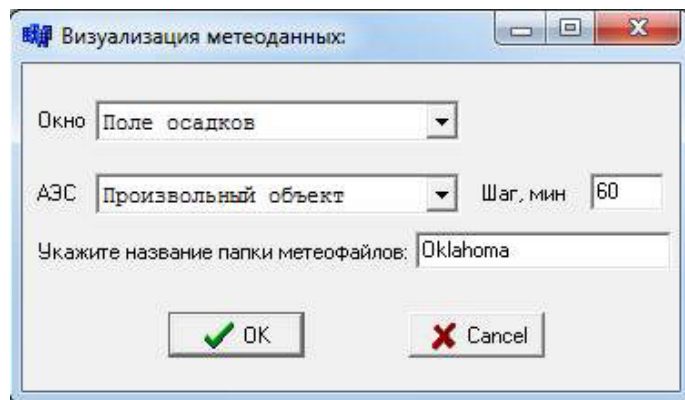 Визуализация метеоданных:
Окно Поле осадков
АЭС Произвольный объект Шаг, мин 60
Укажите название папки метеофайлов: Oklahoma
OK Cancel